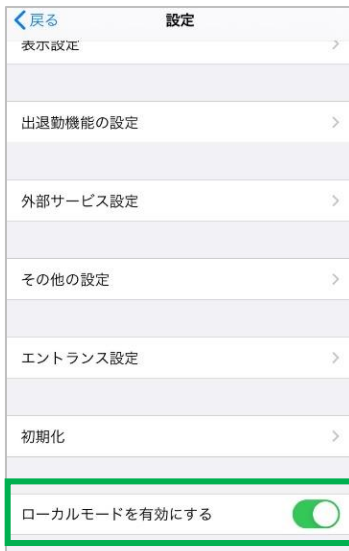 戻る
設定
表示設定
出退勤機能の設定
外部サービス設定
その他の設定
エントランス設定
初期化
ローカルモードを有効にする